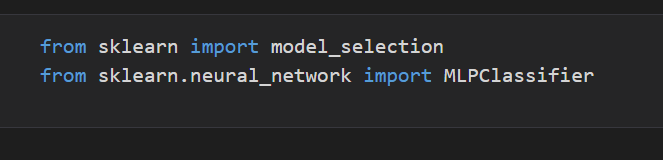 from sklearn import model_selection
from sklearn.neural_network import MLPClassifier